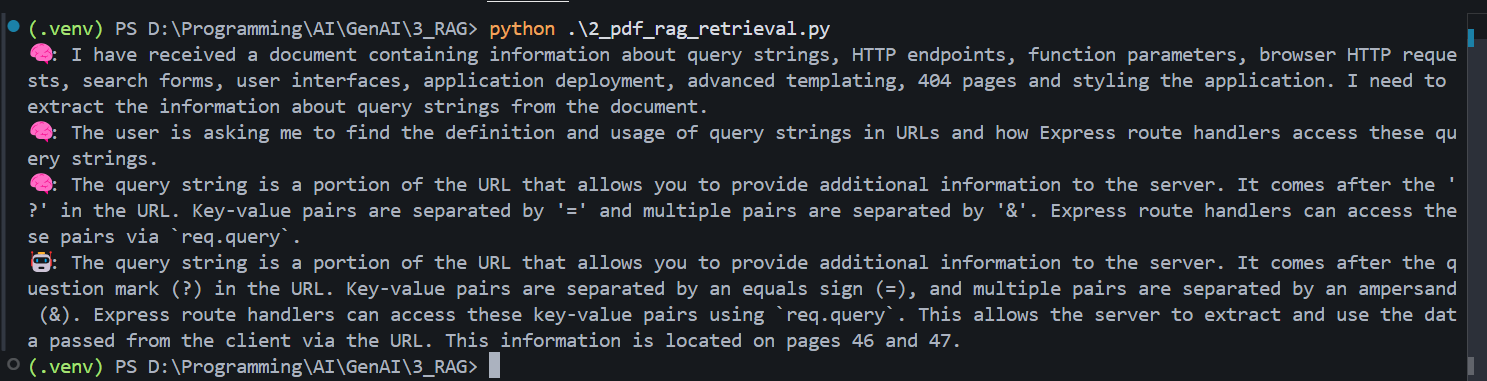 (.venv) PS D:\Programming\AI\GenAI\3_RAG> python .\2_pdf_rag_retrieval.py
🧠: I have received a document containing information about query strings, HTTP endpoints, function parameters, browser HTTP reque
sts, search forms, user interfaces, application deployment, advanced templating, 404 pages and styling the application. I need to
extract the information about query strings from the document.
🧠: The user is asking me to find the definition and usage of query strings in URLs and how Express route handlers access these qu
ery strings.
🧠: The query string is a portion of the URL that allows you to provide additional information to the server. It comes after the '
?' in the URL. Key-value pairs are separated by '=' and multiple pairs are separated by '&'. Express route handlers can access the
se pairs via `req.query`.
🤖: The query string is a portion of the URL that allows you to provide additional information to the server. It comes after the q
uestion mark (?) in the URL. Key-value pairs are separated by an equals sign (=), and multiple pairs are separated by an ampersand
 (&). Express route handlers can access these key-value pairs using `req.query`. This allows the server to extract and use the dat
a passed from the client via the URL. This information is located on pages 46 and 47.
(.venv) PS D:\Programming\AI\GenAI\3_RAG>